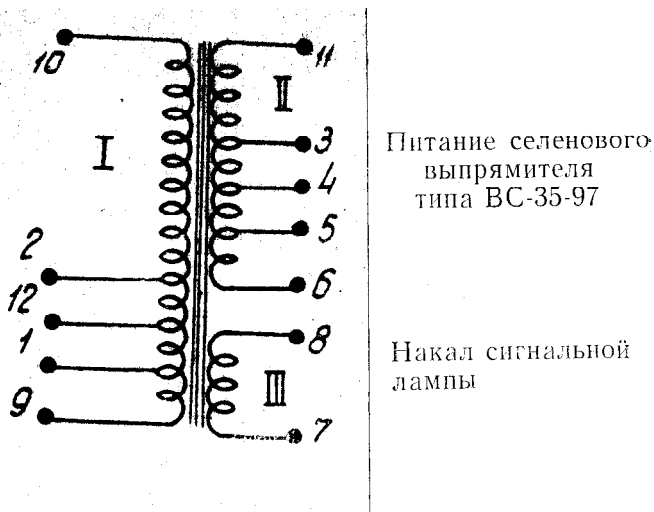 10
11
II
I
3
Питание селенового
4
выпрямителя
типа ВС-35-97
5
2
6
12
1
8
Накал сигнальной
лампы
9
III
7